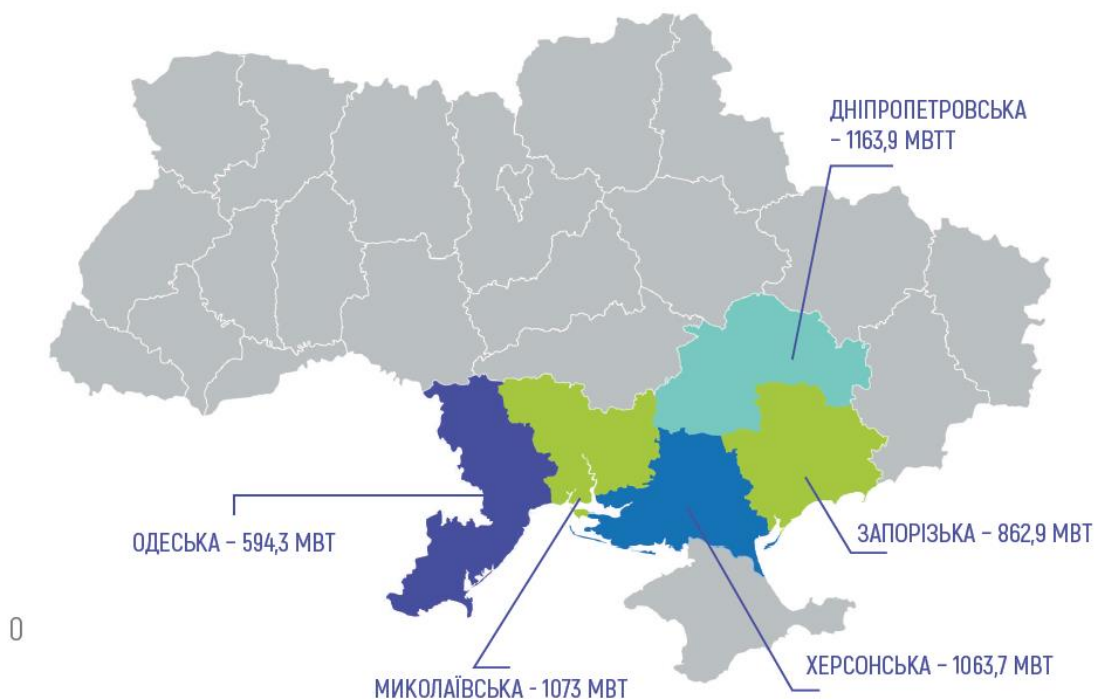 ДНІПРОПЕТРОВСЬКА
– 1163,9 МВТТ
ОДЕСЬКА – 594,3 МВТ
ЗАПОРІЗЬКА – 862,9 МВТ
0
ХЕРСОНСЬКА – 1063,7 МВТ
МИКОЛАЇВСЬКА - 1073 МВТ